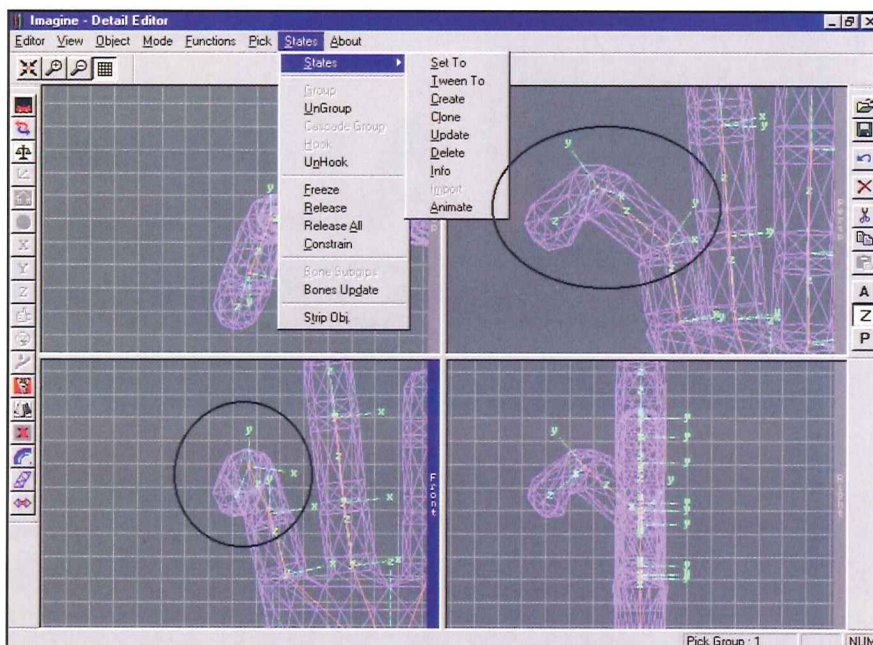 Imagine - Detail Editor
Editor View Object Mode Functions Pick States About
States
Group
UnGroup
Cascade Group
Hook
UnHook
Freeze
Release
Release All
Constrain
Bone Subgrps
Bones Update
Strip Obj.
Set To
Tween To
Create
Clone
Update
Delete
Info
Import
Animate
X
Y
Z
A
Z
P
Front
Pick Group : 1
NUM